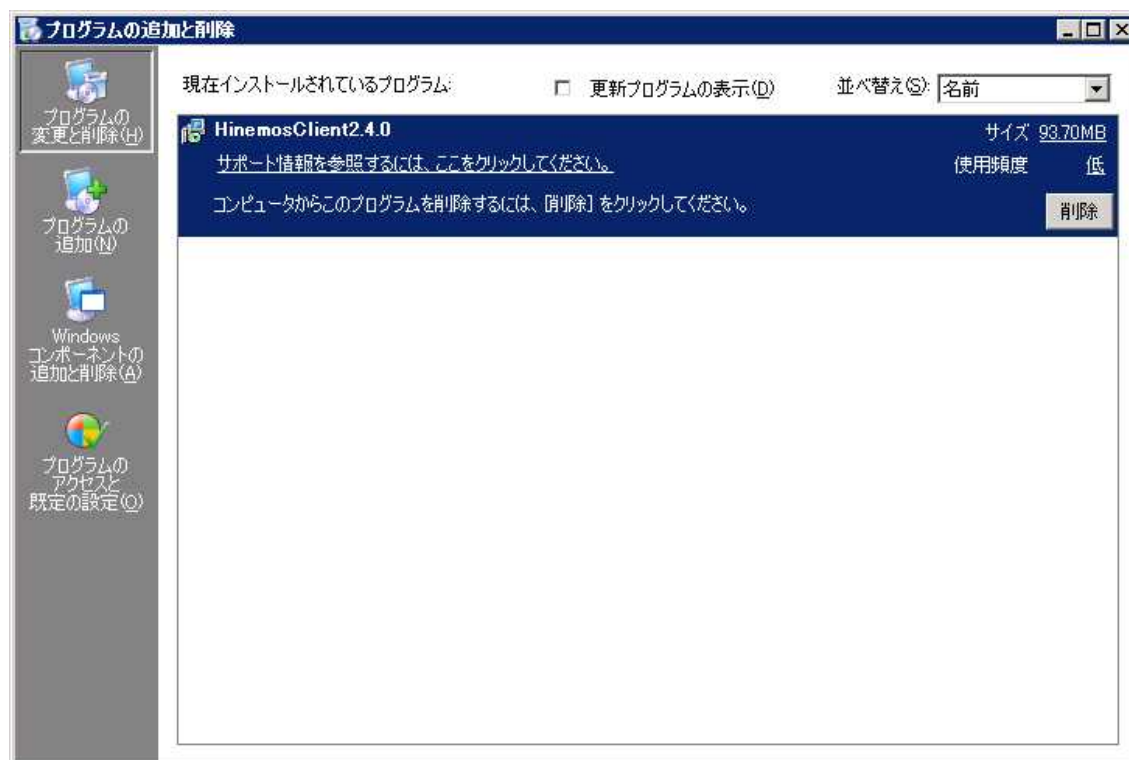 プログラムの追加と削除
プログラムの
変更と削除(H)
プログラムの
追加(N)
Windows
コンポーネントの
追加と削除(A)
プログラムの
アクセスと
既定の設定(O)
現在インストールされているプログラム:
更新プログラムの表示(D)
並べ替え(S): 名前
HinemosClient2.4.0
サイズ 93.70MB
サポート情報を参照するには、ここをクリックしてください。
使用頻度 低
コンピュータからこのプログラムを削除するには、[削除] をクリックしてください。
削除